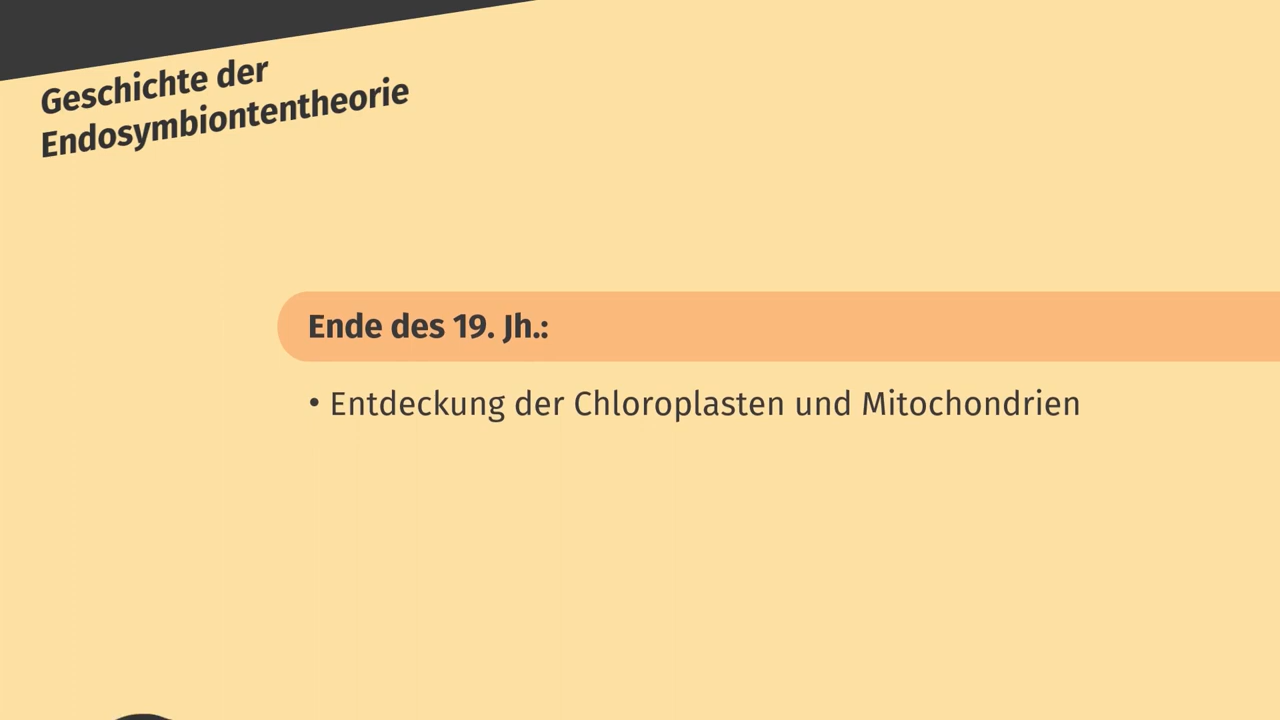 Geschichte der
Endosymbiontentheorie
Ende des 19. Jh.:
• Entdeckung der Chloroplasten und Mitochondrien